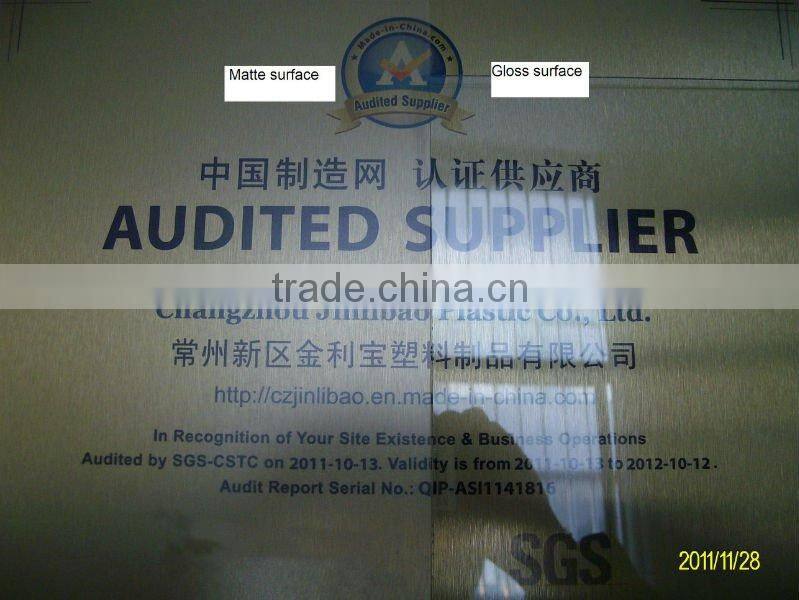 Made-in-China.com
A
Audited Supplier
Matte surface
Gloss surface
中国制造网 认证供应商
AUDITED SUPPLIER
trade.china.cn
Changzhou Jinlibao Plastic Co., Ltd.
常州新区金利宝塑料制品有限公司
http://czjinlibao.en.made-in-china.com
In Recognition of Your Site Existence & Business Operations
Audited by SGS-CSTC on 2011-10-13. Validity is from 2011-10-13 to 2012-10-12.
Audit Report Serial No.: QIP-ASI1141816
SGS
2011/11/28